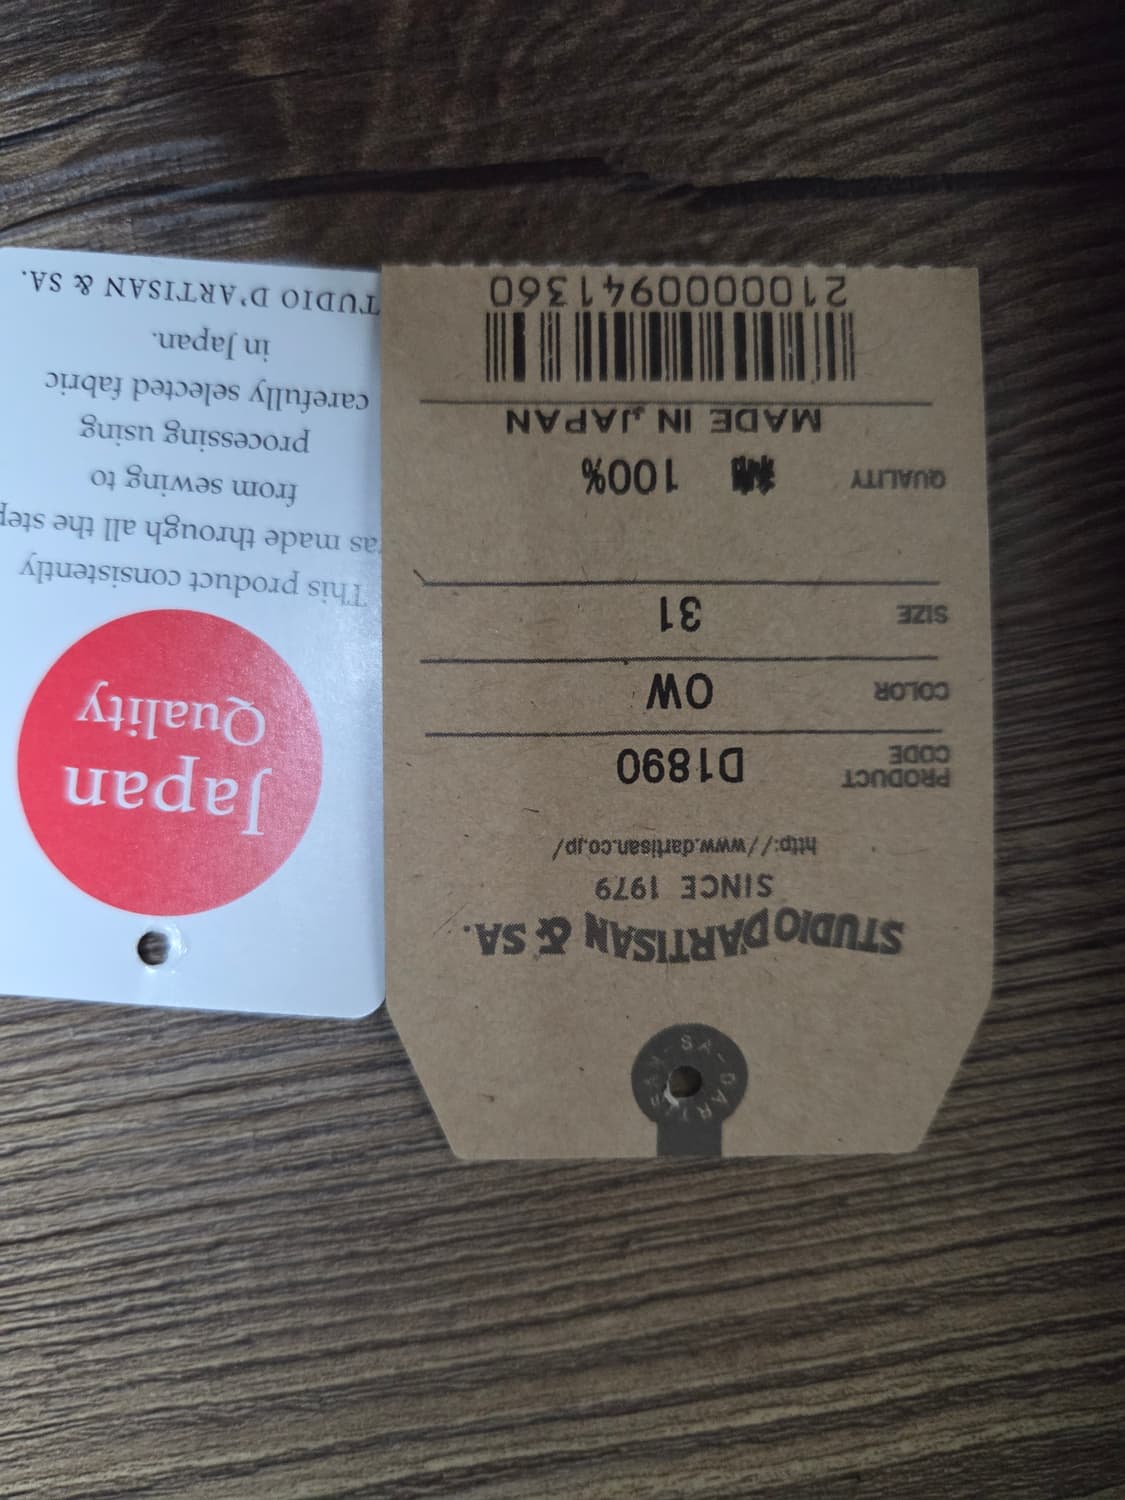 STUDIO D'ARTISAN & SA.
SINCE 1979
http://www.dartisan.co.jp/
PRODUCT
CODE
D1890
COLOR OW
SIZE 31
QUALITY 100%
MADE IN JAPAN
2100000941360
Japan
Quality
This product consistently
as made through all the step
from sewing to
processing using
carefully selected fabric
in Japan.
TUDIO D'ARTISAN & SA.